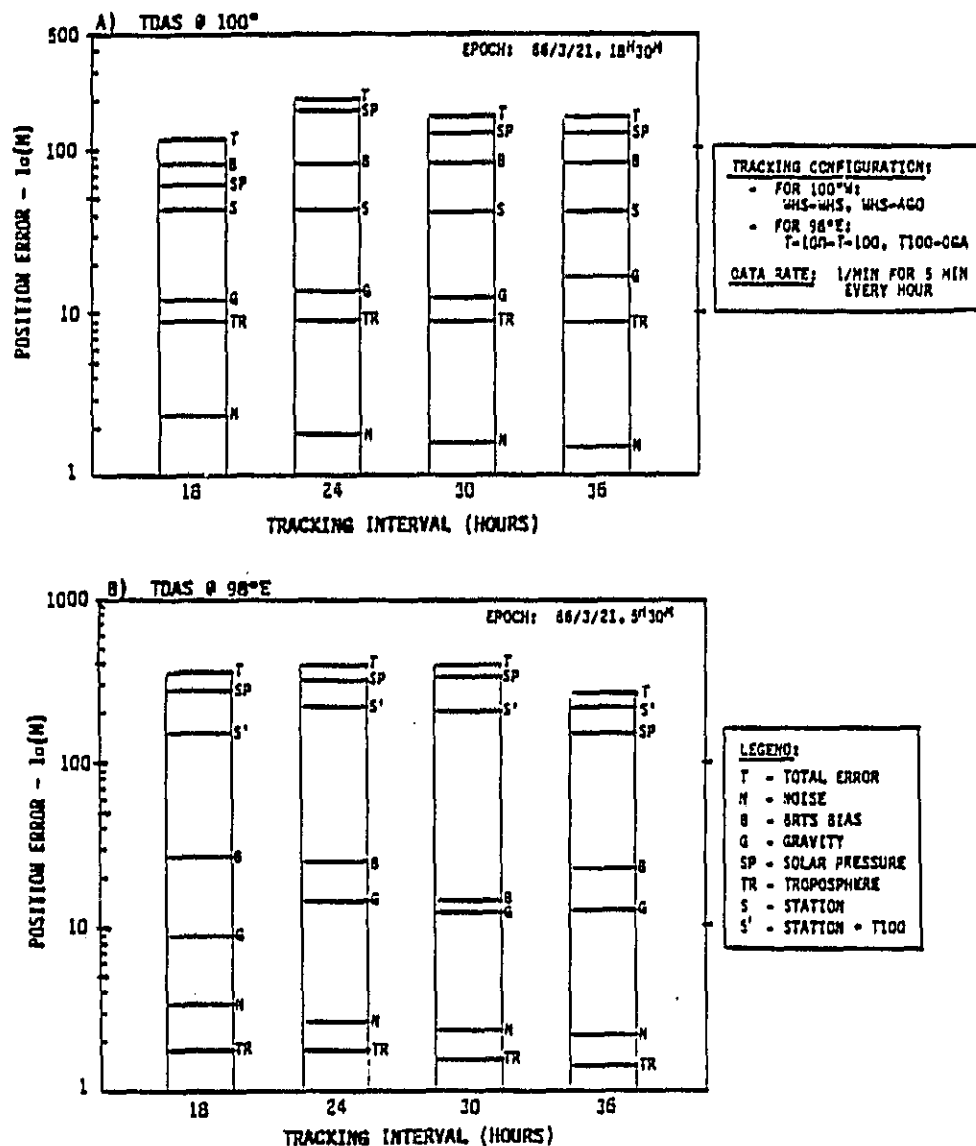 A) TDAS @ 100°
EPOCH: 86/3/21, 18H30M
POSITION ERROR - 1σ(M)
500
100
10
1
T
B
SP
S
G
TR
N
T
SP
B
S
G
TR
N
T
SP
B
S
G
TR
N
T
SP
B
S
G
TR
N
18
24
30
36
TRACKING INTERVAL (HOURS)
TRACKING CONFIGURATION:
- FOR 100°W:
WHS-WHS, WHS-AGO
- FOR 98°E:
T-100-T-100, T100-OGA
DATA RATE: 1/MIN FOR 5 MIN
EVERY HOUR
B) TDAS @ 98°E
EPOCH: 86/3/21, 5H30M
POSITION ERROR - 1σ(M)
1000
100
10
1
T
SP
S'
B
G
N
TR
T
SP
S'
B
G
N
TR
T
SP
S'
B
G
N
TR
T
S'
SP
B
G
N
TR
18
24
30
36
TRACKING INTERVAL (HOURS)
LEGEND:
T - TOTAL ERROR
N - NOISE
B - BRTS BIAS
G - GRAVITY
SP - SOLAR PRESSURE
TR - TROPOSPHERE
S - STATION
S' - STATION + T100